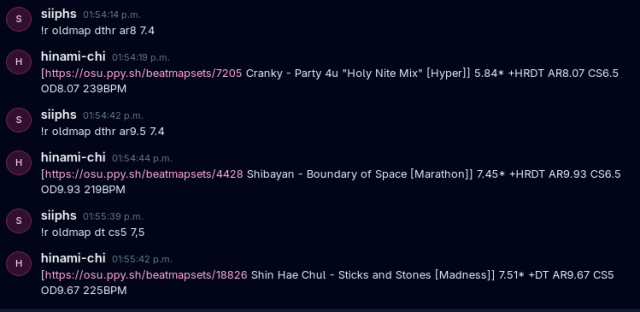 S
siiphs 01:54:14 p.m.
!r oldmap dthr ar8 7.4
H
hinami-chi 01:54:19 p.m.
[https://osu.ppy.sh/beatmapsets/7205 Cranky - Party 4u "Holy Nite Mix" [Hyper]] 5.84* +HRDT AR8.07 CS6.5
OD8.07 239BPM
S
siiphs 01:54:42 p.m.
!r oldmap dthr ar9.5 7.4
H
hinami-chi 01:54:44 p.m.
[https://osu.ppy.sh/beatmapsets/4428 Shibayan - Boundary of Space [Marathon]] 7.45* +HRDT AR9.93 CS6.5
OD9.93 219BPM
S
siiphs 01:55:39 p.m.
!r oldmap dt cs5 7,5
H
hinami-chi 01:55:42 p.m.
[https://osu.ppy.sh/beatmapsets/18826 Shin Hae Chul - Sticks and Stones [Madness]] 7.51* +DT AR9.67 CS5
OD9.67 225BPM